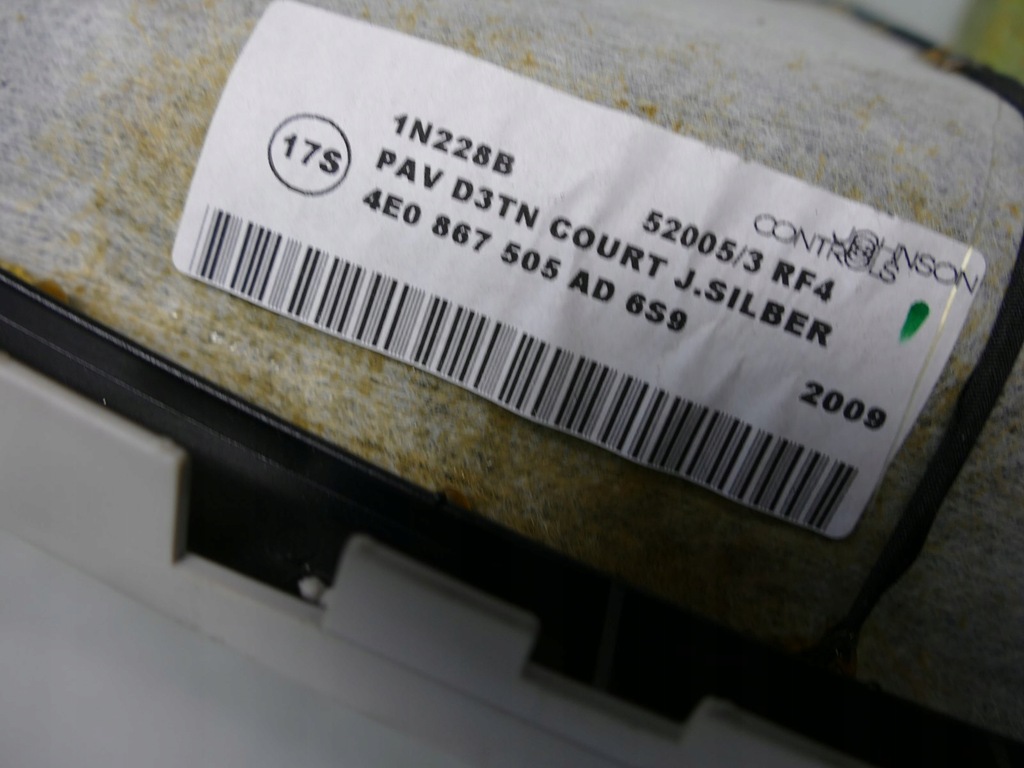 17S
1N228B
52005/3 RF4
PAV D3TN COURT J.SILBER
4E0 867 505 AD 6S9
2009
JOHNSON
CONTROLS